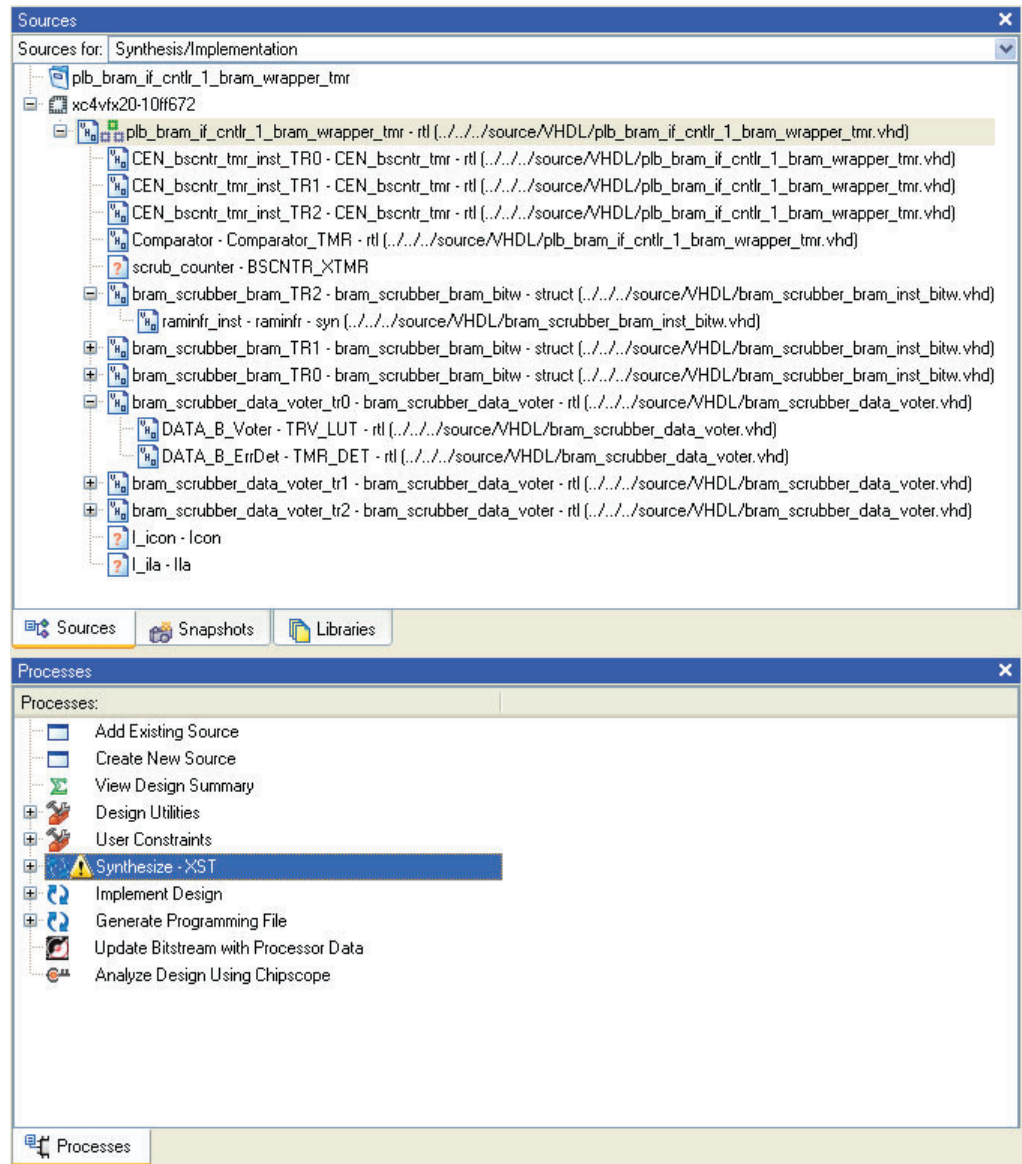 Sources
Sources for: Synthesis/Implementation
plb_bram_if_cntlr_1_bram_wrapper_tmr
xc4vfx20-10ff672
plb_bram_if_cntlr_1_bram_wrapper_tmr - rtl (../../../source/VHDL/plb_bram_if_cntlr_1_bram_wrapper_tmr.vhd)
CEN_bscntr_tmr_inst_TR0 - CEN_bscntr_tmr - rtl (../../../source/VHDL/plb_bram_if_cntlr_1_bram_wrapper_tmr.vhd)
CEN_bscntr_tmr_inst_TR1 - CEN_bscntr_tmr - rtl (../../../source/VHDL/plb_bram_if_cntlr_1_bram_wrapper_tmr.vhd)
CEN_bscntr_tmr_inst_TR2 - CEN_bscntr_tmr - rtl (../../../source/VHDL/plb_bram_if_cntlr_1_bram_wrapper_tmr.vhd)
Comparator - Comparator_TMR - rtl (../../../source/VHDL/plb_bram_if_cntlr_1_bram_wrapper_tmr.vhd)
scrub_counter - BSCNTR_XTMR
bram_scrubber_bram_TR2 - bram_scrubber_bram_bitw - struct (../../../source/VHDL/bram_scrubber_bram_inst_bitw.vhd)
raminfr_inst - raminfr - syn (../../../source/VHDL/bram_scrubber_bram_inst_bitw.vhd)
bram_scrubber_bram_TR1 - bram_scrubber_bram_bitw - struct (../../../source/VHDL/bram_scrubber_bram_inst_bitw.vhd)
bram_scrubber_bram_TR0 - bram_scrubber_bram_bitw - struct (../../../source/VHDL/bram_scrubber_bram_inst_bitw.vhd)
bram_scrubber_data_voter_tr0 - bram_scrubber_data_voter - rtl (../../../source/VHDL/bram_scrubber_data_voter.vhd)
DATA_B_Voter - TRV_LUT - rtl (../../../source/VHDL/bram_scrubber_data_voter.vhd)
DATA_B_ErrDet - TMR_DET - rtl (../../../source/VHDL/bram_scrubber_data_voter.vhd)
bram_scrubber_data_voter_tr1 - bram_scrubber_data_voter - rtl (../../../source/VHDL/bram_scrubber_data_voter.vhd)
bram_scrubber_data_voter_tr2 - bram_scrubber_data_voter - rtl (../../../source/VHDL/bram_scrubber_data_voter.vhd)
I_icon - Icon
I_ila - Ila
Sources Snapshots Libraries
Processes
Processes:
Add Existing Source
Create New Source
View Design Summary
Design Utilities
User Constraints
Synthesize - XST
Implement Design
Generate Programming File
Update Bitstream with Processor Data
Analyze Design Using Chipscope
Processes